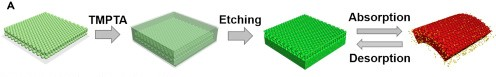 A
TMPTA
Etching
Absorption
Desorption